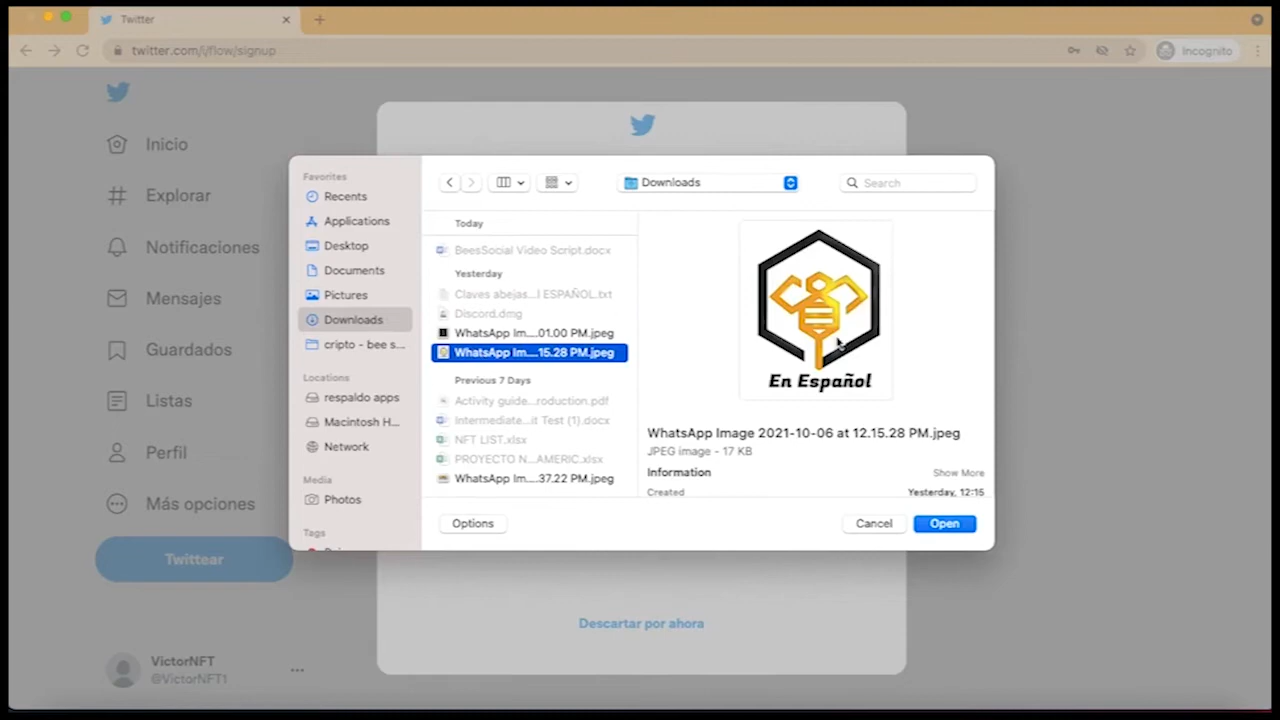 Twitter
twitter.com/i/flow/signup
Incognito
Inicio
Explorar
Notificaciones
Mensajes
Guardados
Listas
Perfil
Más opciones
Twittear
VictorNFT
@VictorNFT1
Favorites
Recents
Applications
Desktop
Documents
Pictures
Downloads
cripto - bee s...
Locations
respaldo apps
Macintosh H...
Network
Media
Photos
Tags
Downloads
Search
Today
BeesSocial Video Script.docx
Yesterday
Claves abejas...l ESPAÑOL.txt
Discord.dmg
WhatsApp Im....01.00 PM.jpeg
WhatsApp Im....15.28 PM.jpeg
Previous 7 Days
Activity guide...roduction.pdf
Intermediate...it Test (1).docx
NFT LIST.xlsx
PROYECTO N...AMERIC.xlsx
WhatsApp Im....37.22 PM.jpeg
En Español
WhatsApp Image 2021-10-06 at 12.15.28 PM.jpeg
JPEG image - 17 KB
Information
Show More
Created
Yesterday, 12:15
Options
Cancel
Open
Descartar por ahora